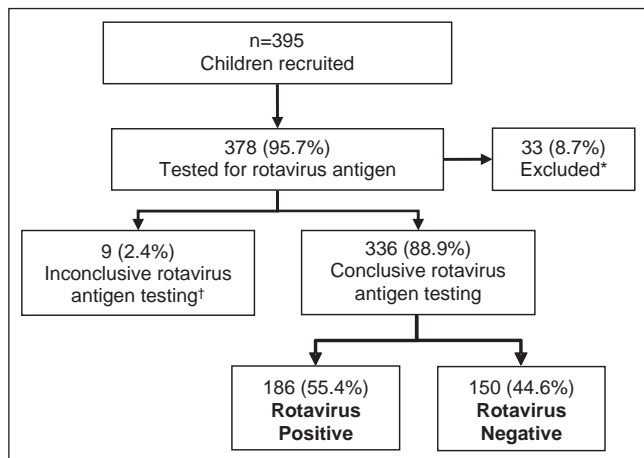 n=395
Children recruited
378 (95.7%)
Tested for rotavirus antigen
33 (8.7%)
Excluded*
9 (2.4%)
Inconclusive rotavirus
antigen testing†
336 (88.9%)
Conclusive rotavirus
antigen testing
186 (55.4%)
Rotavirus
Positive
150 (44.6%)
Rotavirus
Negative